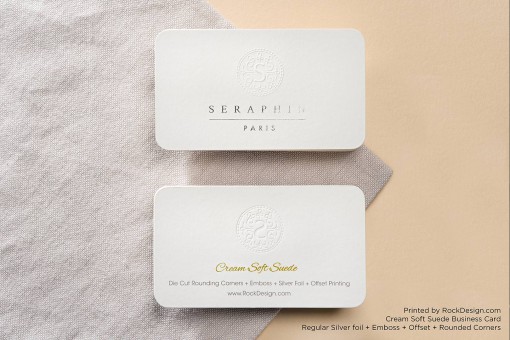 SERAPHIN
PARIS
Cream Soft Suede
Die Cut Rounding Corners + Emboss + Silver Foil + Offset Printing
www.RockDesign.com
Printed by RockDesign.com
Cream Soft Suede Business Card
Regular Silver foil + Emboss + Offset + Rounded Corners